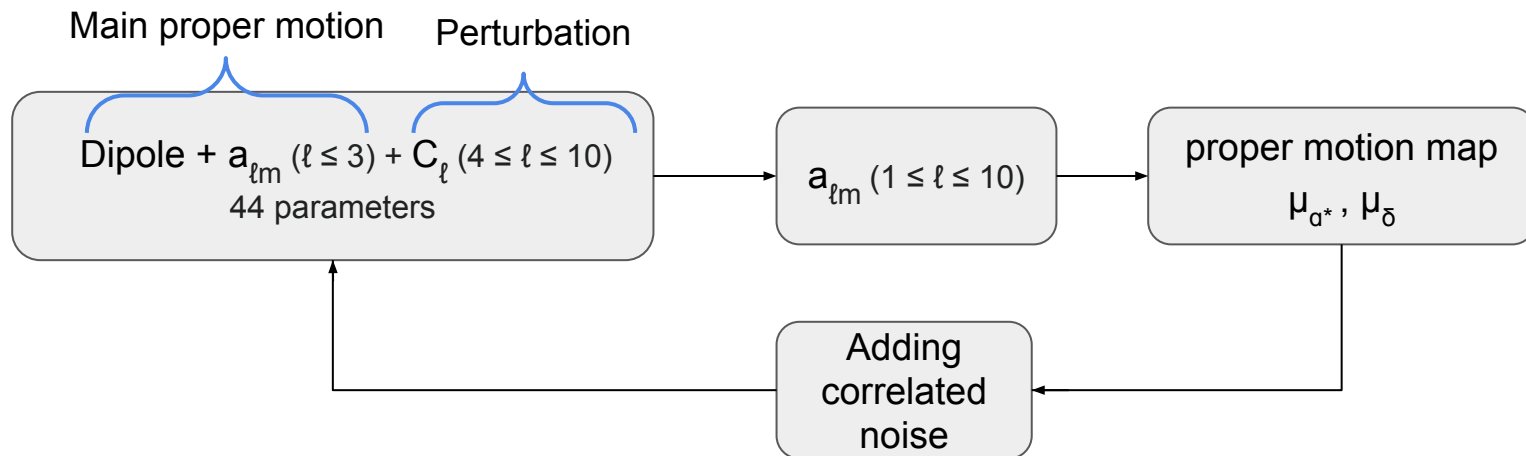 Main proper motion
Perturbation
Dipole + aℓm (ℓ ≤ 3) + Cℓ (4 ≤ ℓ ≤ 10)
44 parameters
aℓm (1 ≤ ℓ ≤ 10)
proper motion map
μα* , μδ
Adding
correlated
noise